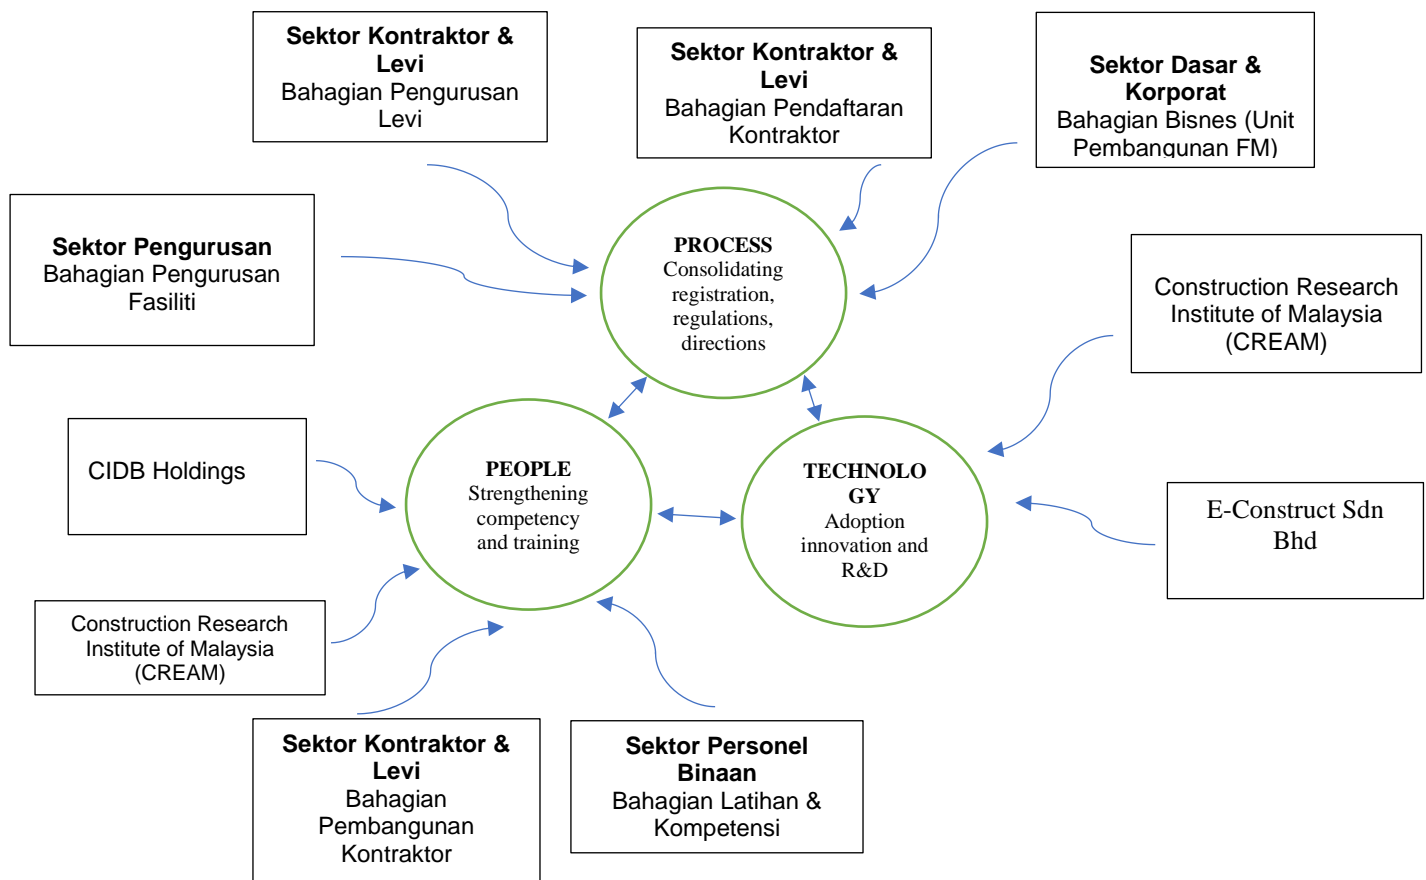 Sektor Kontraktor &
Levi
Bahagian Pengurusan
Levi
Sektor Kontraktor &
Levi
Bahagian Pendaftaran
Kontraktor
Sektor Dasar &
Korporat
Bahagian Bisnes (Unit
Pembangunan FM)
Sektor Pengurusan
Bahagian Pengurusan
Fasiliti
PROCESS
Consolidating
registration,
regulations,
directions
Construction Research
Institute of Malaysia
(CREAM)
CIDB Holdings
PEOPLE
Strengthening
competency
and training
TECHNOLO
GY
Adoption
innovation and
R&D
E-Construct Sdn
Bhd
Construction Research
Institute of Malaysia
(CREAM)
Sektor Kontraktor &
Levi
Bahagian
Pembangunan
Kontraktor
Sektor Personel
Binaan
Bahagian Latihan &
Kompetensi